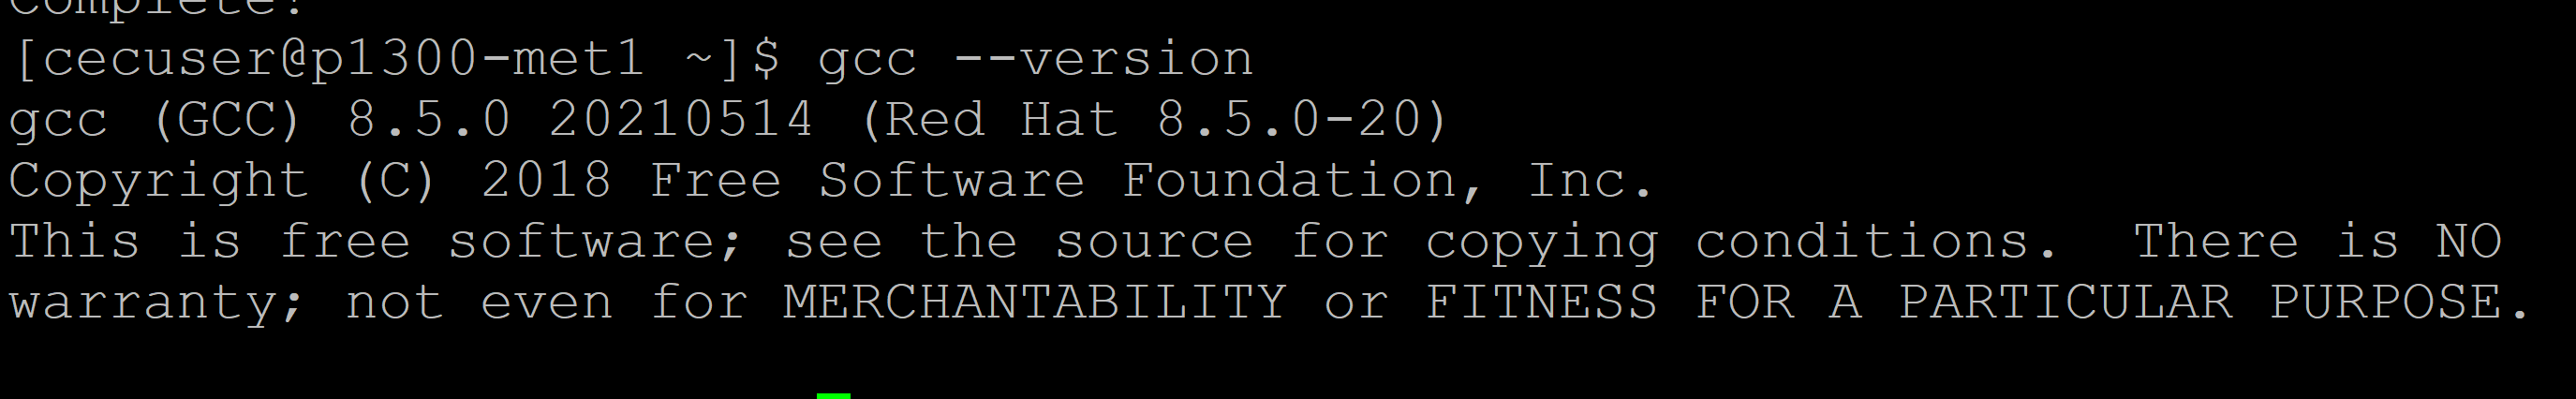 Complete!
[cecuser@p1300-met1 ~]$ gcc --version
gcc (GCC) 8.5.0 20210514 (Red Hat 8.5.0-20)
Copyright (C) 2018 Free Software Foundation, Inc.
This is free software; see the source for copying conditions.  There is NO
warranty; not even for MERCHANTABILITY or FITNESS FOR A PARTICULAR PURPOSE.